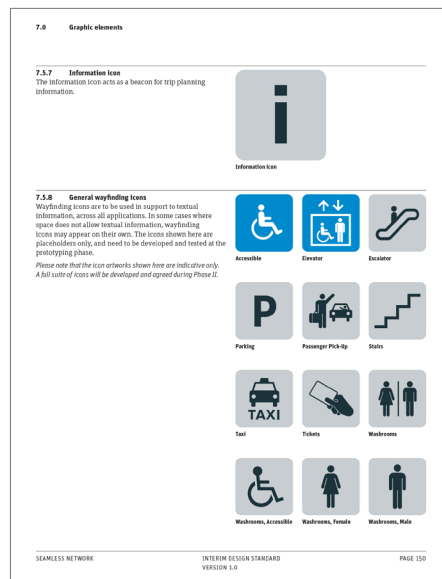 7.0 Graphic elements
7.5.7 Information icon
The information icon acts as a beacon for trip planning
information.
i
Information icon
7.5.8 General wayfinding icons
Wayfinding icons are to be used in support to textual
information, across all applications. In some cases where
space does not allow textual information, wayfinding
icons may appear on their own. The icons shown here are
placeholders only, and need to be developed and tested at the
prototyping phase.
Please note that the icon artworks shown here are indicative only.
A full suite of icons will be developed and agreed during Phase II.
Accessible Elevator Escalator
P
Parking Passenger Pick-Up Stairs
TAXI
Taxi Tickets Washrooms
Washrooms, Accessible Washrooms, Female Washrooms, Male
SEAMLESS NETWORK INTERIM DESIGN STANDARD PAGE 150
VERSION 1.0